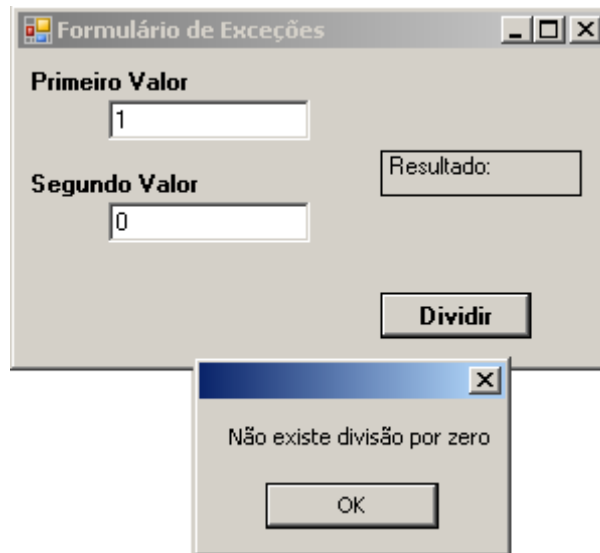 Formulário de Exceções
Primeiro Valor
1
Segundo Valor
0
Resultado:
Dividir
Não existe divisão por zero
OK